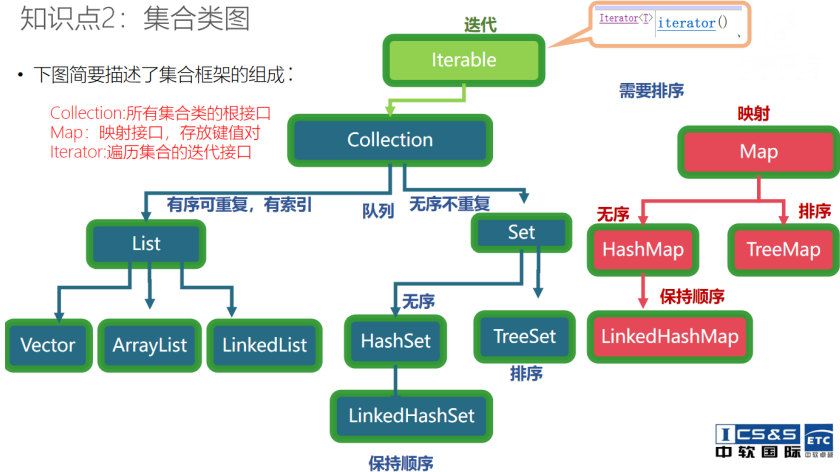 知识点2：集合类图
迭代
Iterator<T> iterator()
Iterable
• 下图简要描述了集合框架的组成：
需要排序
Collection:所有集合类的根接口
Map：映射接口，存放键值对
Iterator:遍历集合的迭代接口
Collection
映射
Map
有序可重复，有索引
队列
无序不重复
无序
排序
List
Set
HashMap
TreeMap
无序
保持顺序
Vector
ArrayList
LinkedList
HashSet
TreeSet
LinkedHashMap
排序
LinkedHashSet
保持顺序
ICS&S
中软国际
ETC
中软卓越